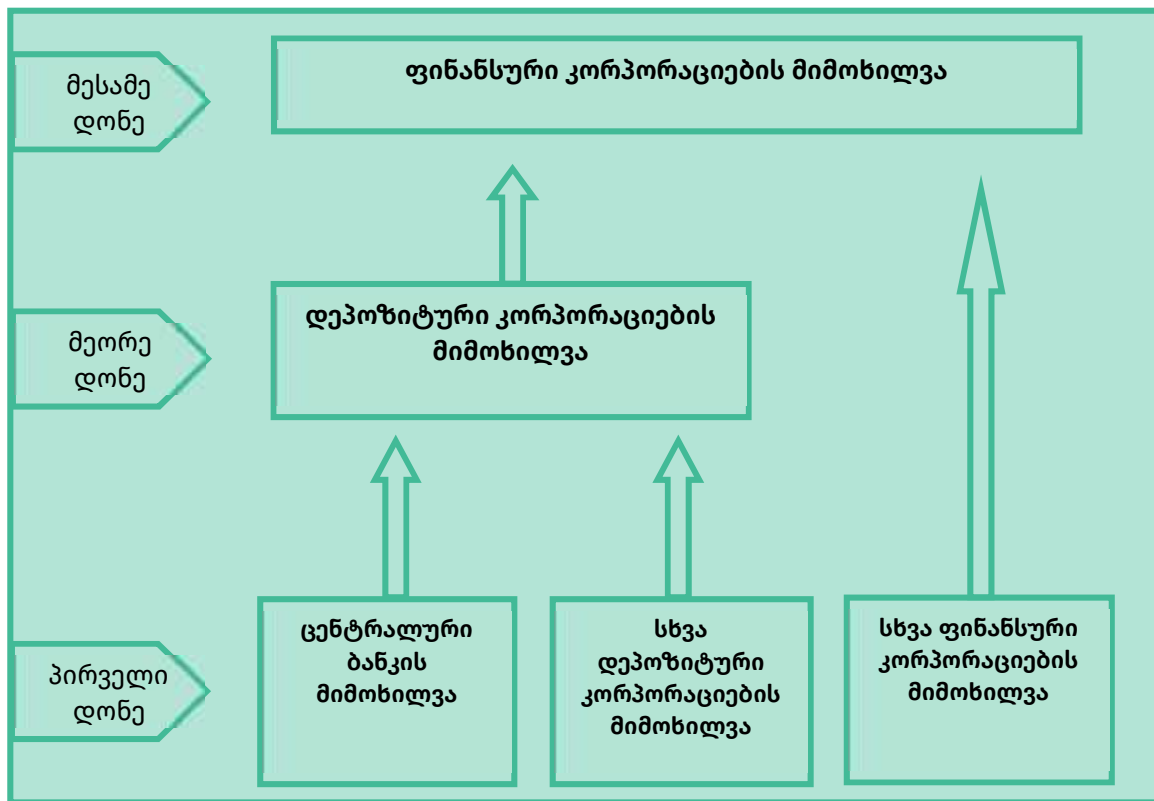 მესამე
დონე
ფინანსური კორპორაციების მიმოხილვა
მეორე
დონე
დეპოზიტური კორპორაციების
მიმოხილვა
პირველი
დონე
ცენტრალური
ბანკის
მიმოხილვა
სხვა
დეპოზიტური
კორპორაციების
მიმოხილვა
სხვა ფინანსური
კორპორაციების
მიმოხილვა